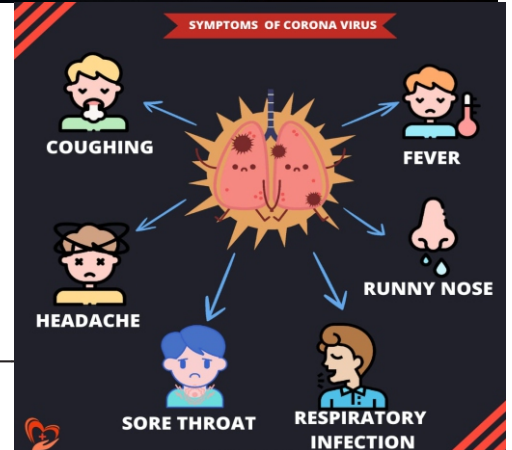 SYMPTOMS OF CORONA VIRUS
COUGHING
FEVER
HEADACHE
RUNNY NOSE
SORE THROAT
RESPIRATORY
INFECTION